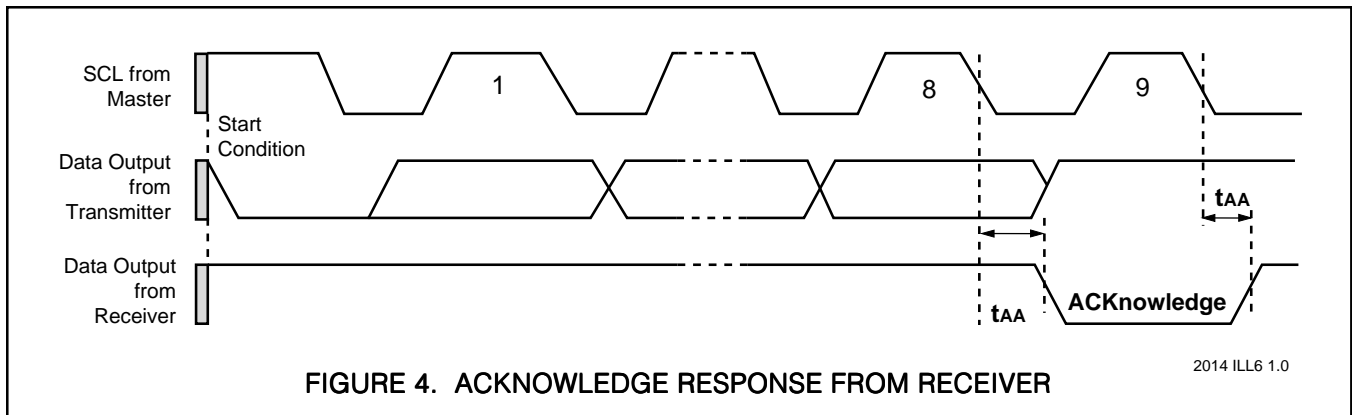 SCL from
Master
1
8
9
Start
Condition
Data Output
from
Transmitter
tAA
Data Output
from
Receiver
tAA
ACKnowledge
2014 ILL6 1.0
FIGURE 4. ACKNOWLEDGE RESPONSE FROM RECEIVER